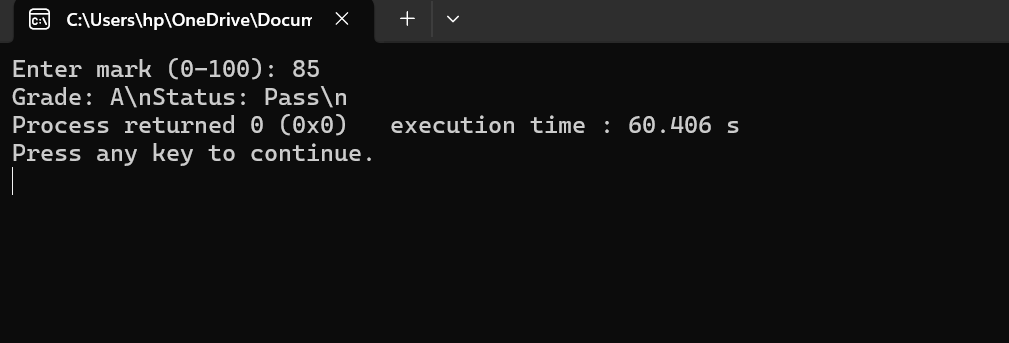 C:\Users\hp\OneDrive\Docum
Enter mark (0-100): 85
Grade: A\nStatus: Pass\n
Process returned 0 (0x0)   execution time : 60.406 s
Press any key to continue.